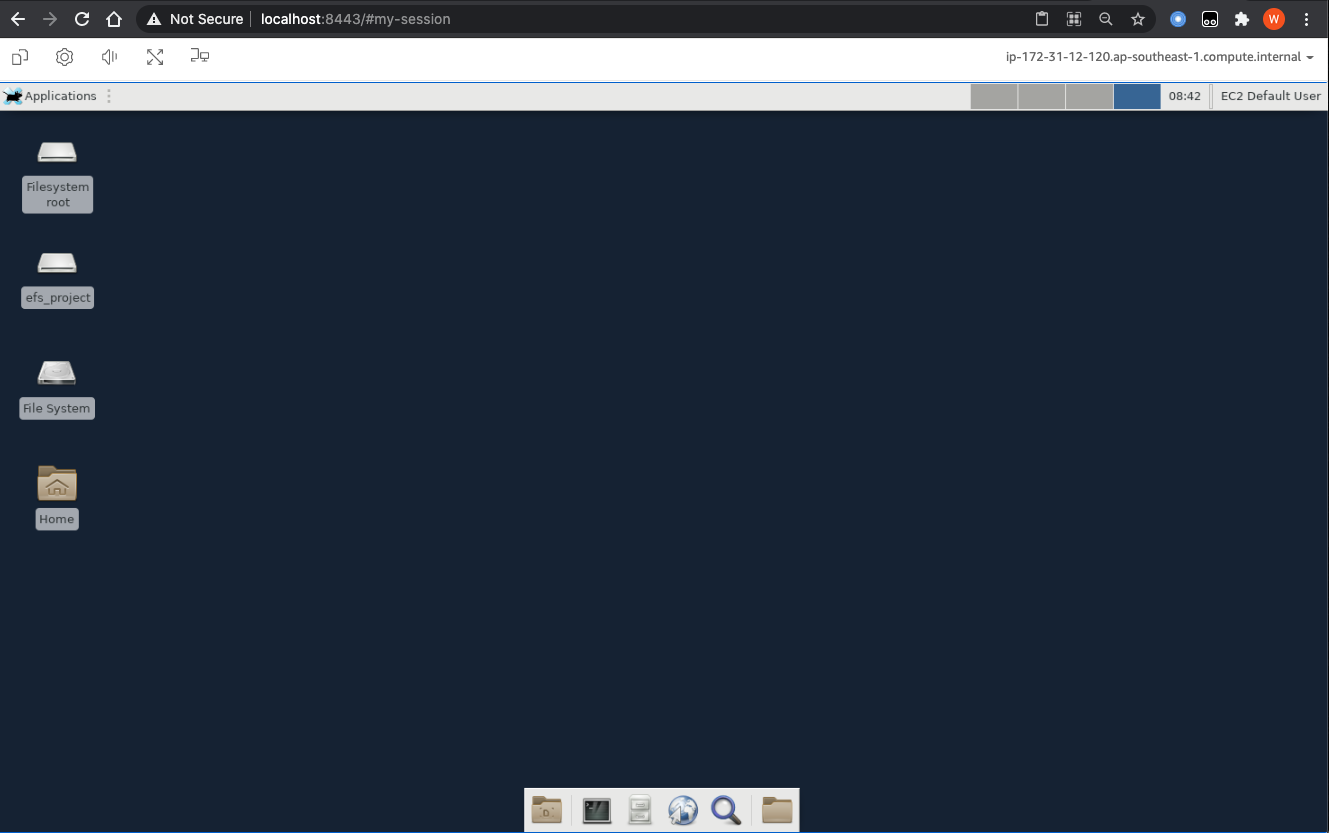 Not Secure localhost:8443/#my-session
W
ip-172-31-12-120.ap-southeast-1.compute.internal
Applications
08:42
EC2 Default User
Filesystem
root
efs_project
File System
Home